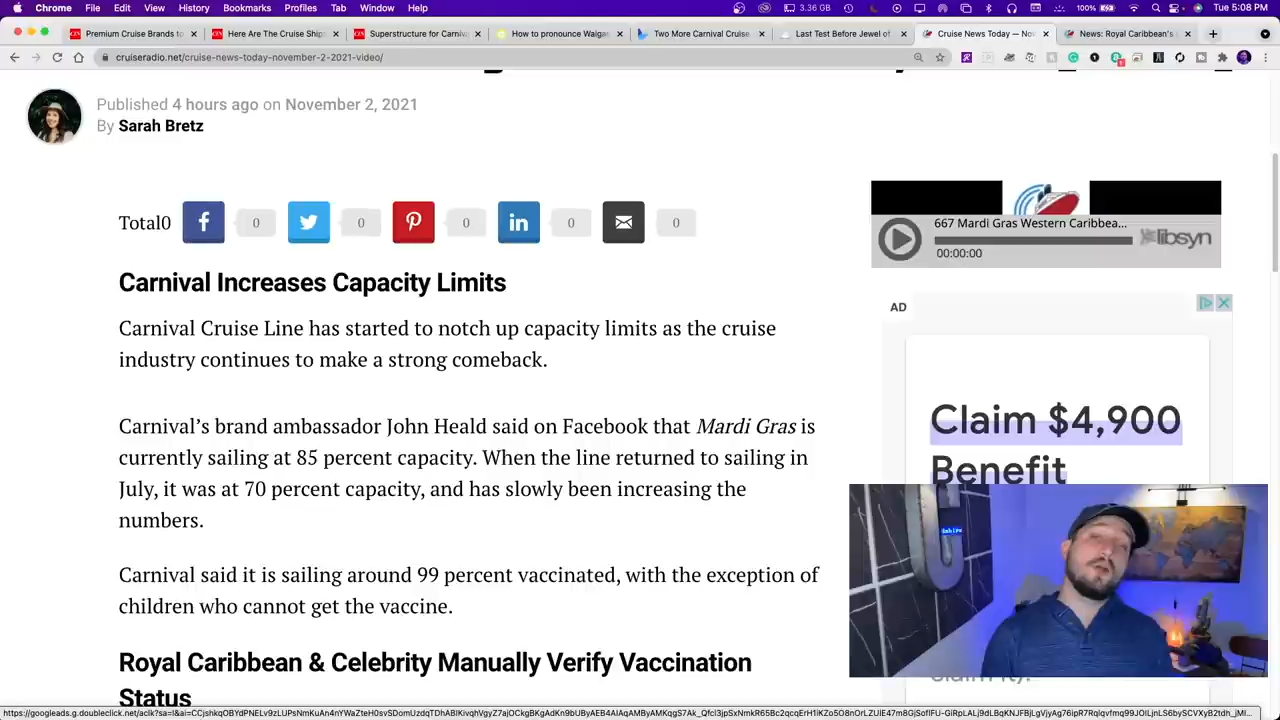 Chrome File Edit View History Bookmarks Profiles Tab Window Help 3.36 GB 100% Tue 5:08 PM
Premium Cruise Brands to Here Are The Cruise Ships Superstructure for Carniv How to pronounce Waiga Two More Carnival Cruise Last Test Before Jewel of Cruise News Today — No News: Royal Caribbean's
cruiseradio.net/cruise-news-today-november-2-2021-video/
Published 4 hours ago on November 2, 2021
By Sarah Bretz
Total0 0 0 0 0 0
Carnival Increases Capacity Limits
Carnival Cruise Line has started to notch up capacity limits as the cruise
industry continues to make a strong comeback.
Carnival's brand ambassador John Heald said on Facebook that Mardi Gras is
currently sailing at 85 percent capacity. When the line returned to sailing in
July, it was at 70 percent capacity, and has slowly been increasing the
numbers.
Carnival said it is sailing around 99 percent vaccinated, with the exception of
children who cannot get the vaccine.
Royal Caribbean & Celebrity Manually Verify Vaccination
Status
667 Mardi Gras Western Caribbea...
libsyn
00:00:00
AD
Claim $4,900
Benefit